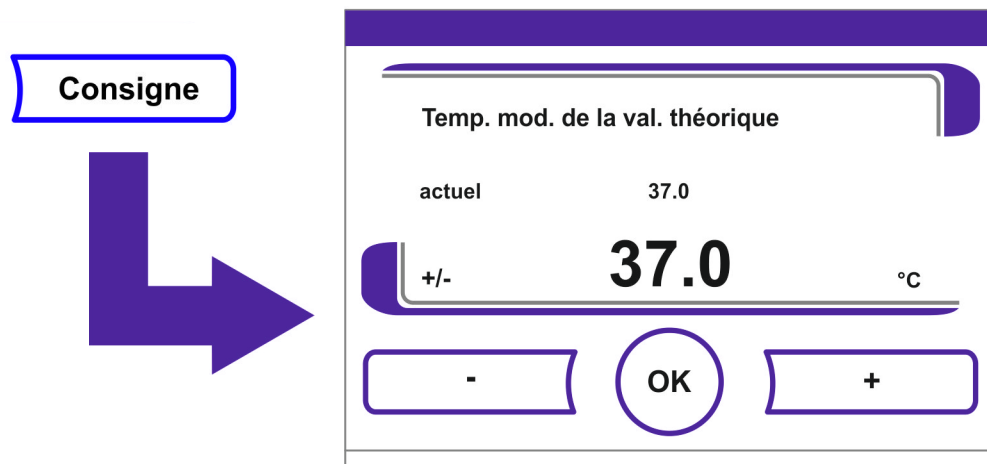 Consigne
Temp. mod. de la val. théorique
actuel 37.0
+/- 37.0 °C
- OK +